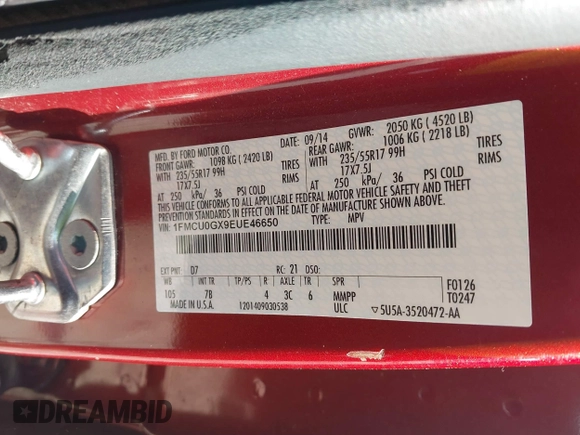 MFD. BY FORD MOTOR CO.
DATE: 09/14
GVWR: 2050 KG ( 4520 LB)
FRONT GAWR: 1098 KG ( 2420 LB)
REAR GAWR: 1006 KG ( 2218 LB)
WITH 235/55R17 99H TIRES
WITH 235/55R17 99H TIRES
17X7.5J RIMS
17X7.5J RIMS
AT 250 kPa/ 36 PSI COLD
AT 250 kPa/ 36 PSI COLD
THIS VEHICLE CONFORMS TO ALL APPLICABLE FEDERAL MOTOR VEHICLE SAFETY AND THEFT
PREVENTION STANDARDS IN EFFECT ON THE DATE OF MANUFACTURE SHOWN ABOVE.
VIN: 1FMCU0GX9EUE46650
TYPE: MPV
EXT PNT D7 RC: 21 DSO:
WB TP/PS R AXLE TR SPR
105 7B 4 3C 6 MMPP
F0126
T0247
MADE IN U.S.A. 1201409030538 ULC 5U5A-3520472-AA
DREAMBID